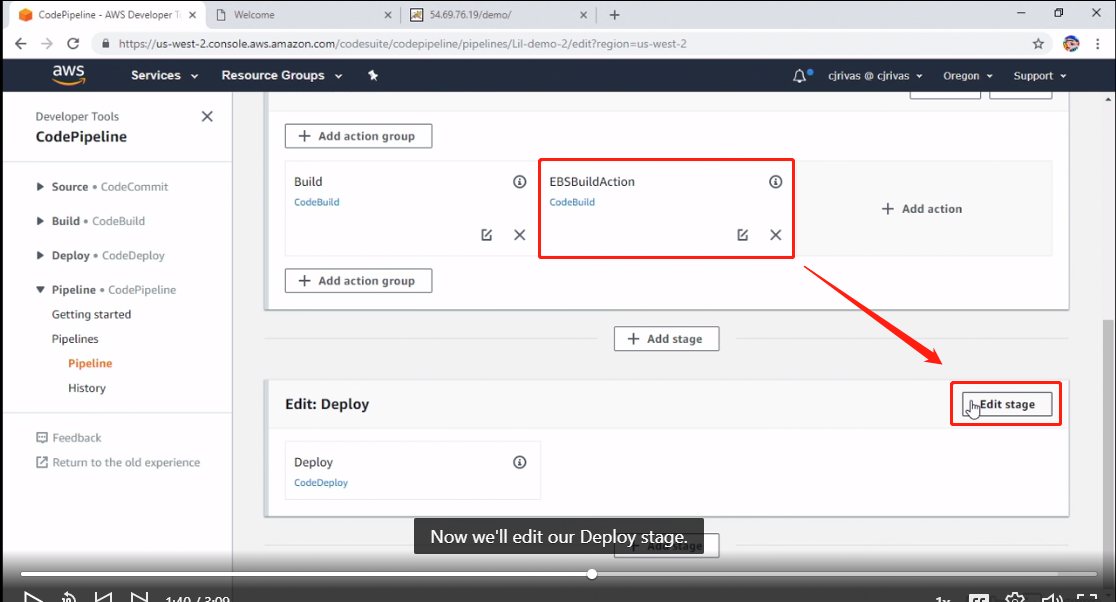 CodePipeline - AWS Developer T
Welcome
54.69.76.19/demo/
https://us-west-2.console.aws.amazon.com/codesuite/codepipeline/pipelines/Lil-demo-2/edit?region=us-west-2
aws
Services
Resource Groups
cjrivas @ cjrivas
Oregon
Support
Developer Tools
CodePipeline
Source • CodeCommit
Build • CodeBuild
Deploy • CodeDeploy
Pipeline • CodePipeline
Getting started
Pipelines
Pipeline
History
Feedback
Return to the old experience
Add action group
Build
CodeBuild
EBSBuildAction
CodeBuild
Add action
Add action group
Add stage
Edit: Deploy
Edit stage
Deploy
CodeDeploy
Add stage
Now we'll edit our Deploy stage.
1:40 / 3:09
1x